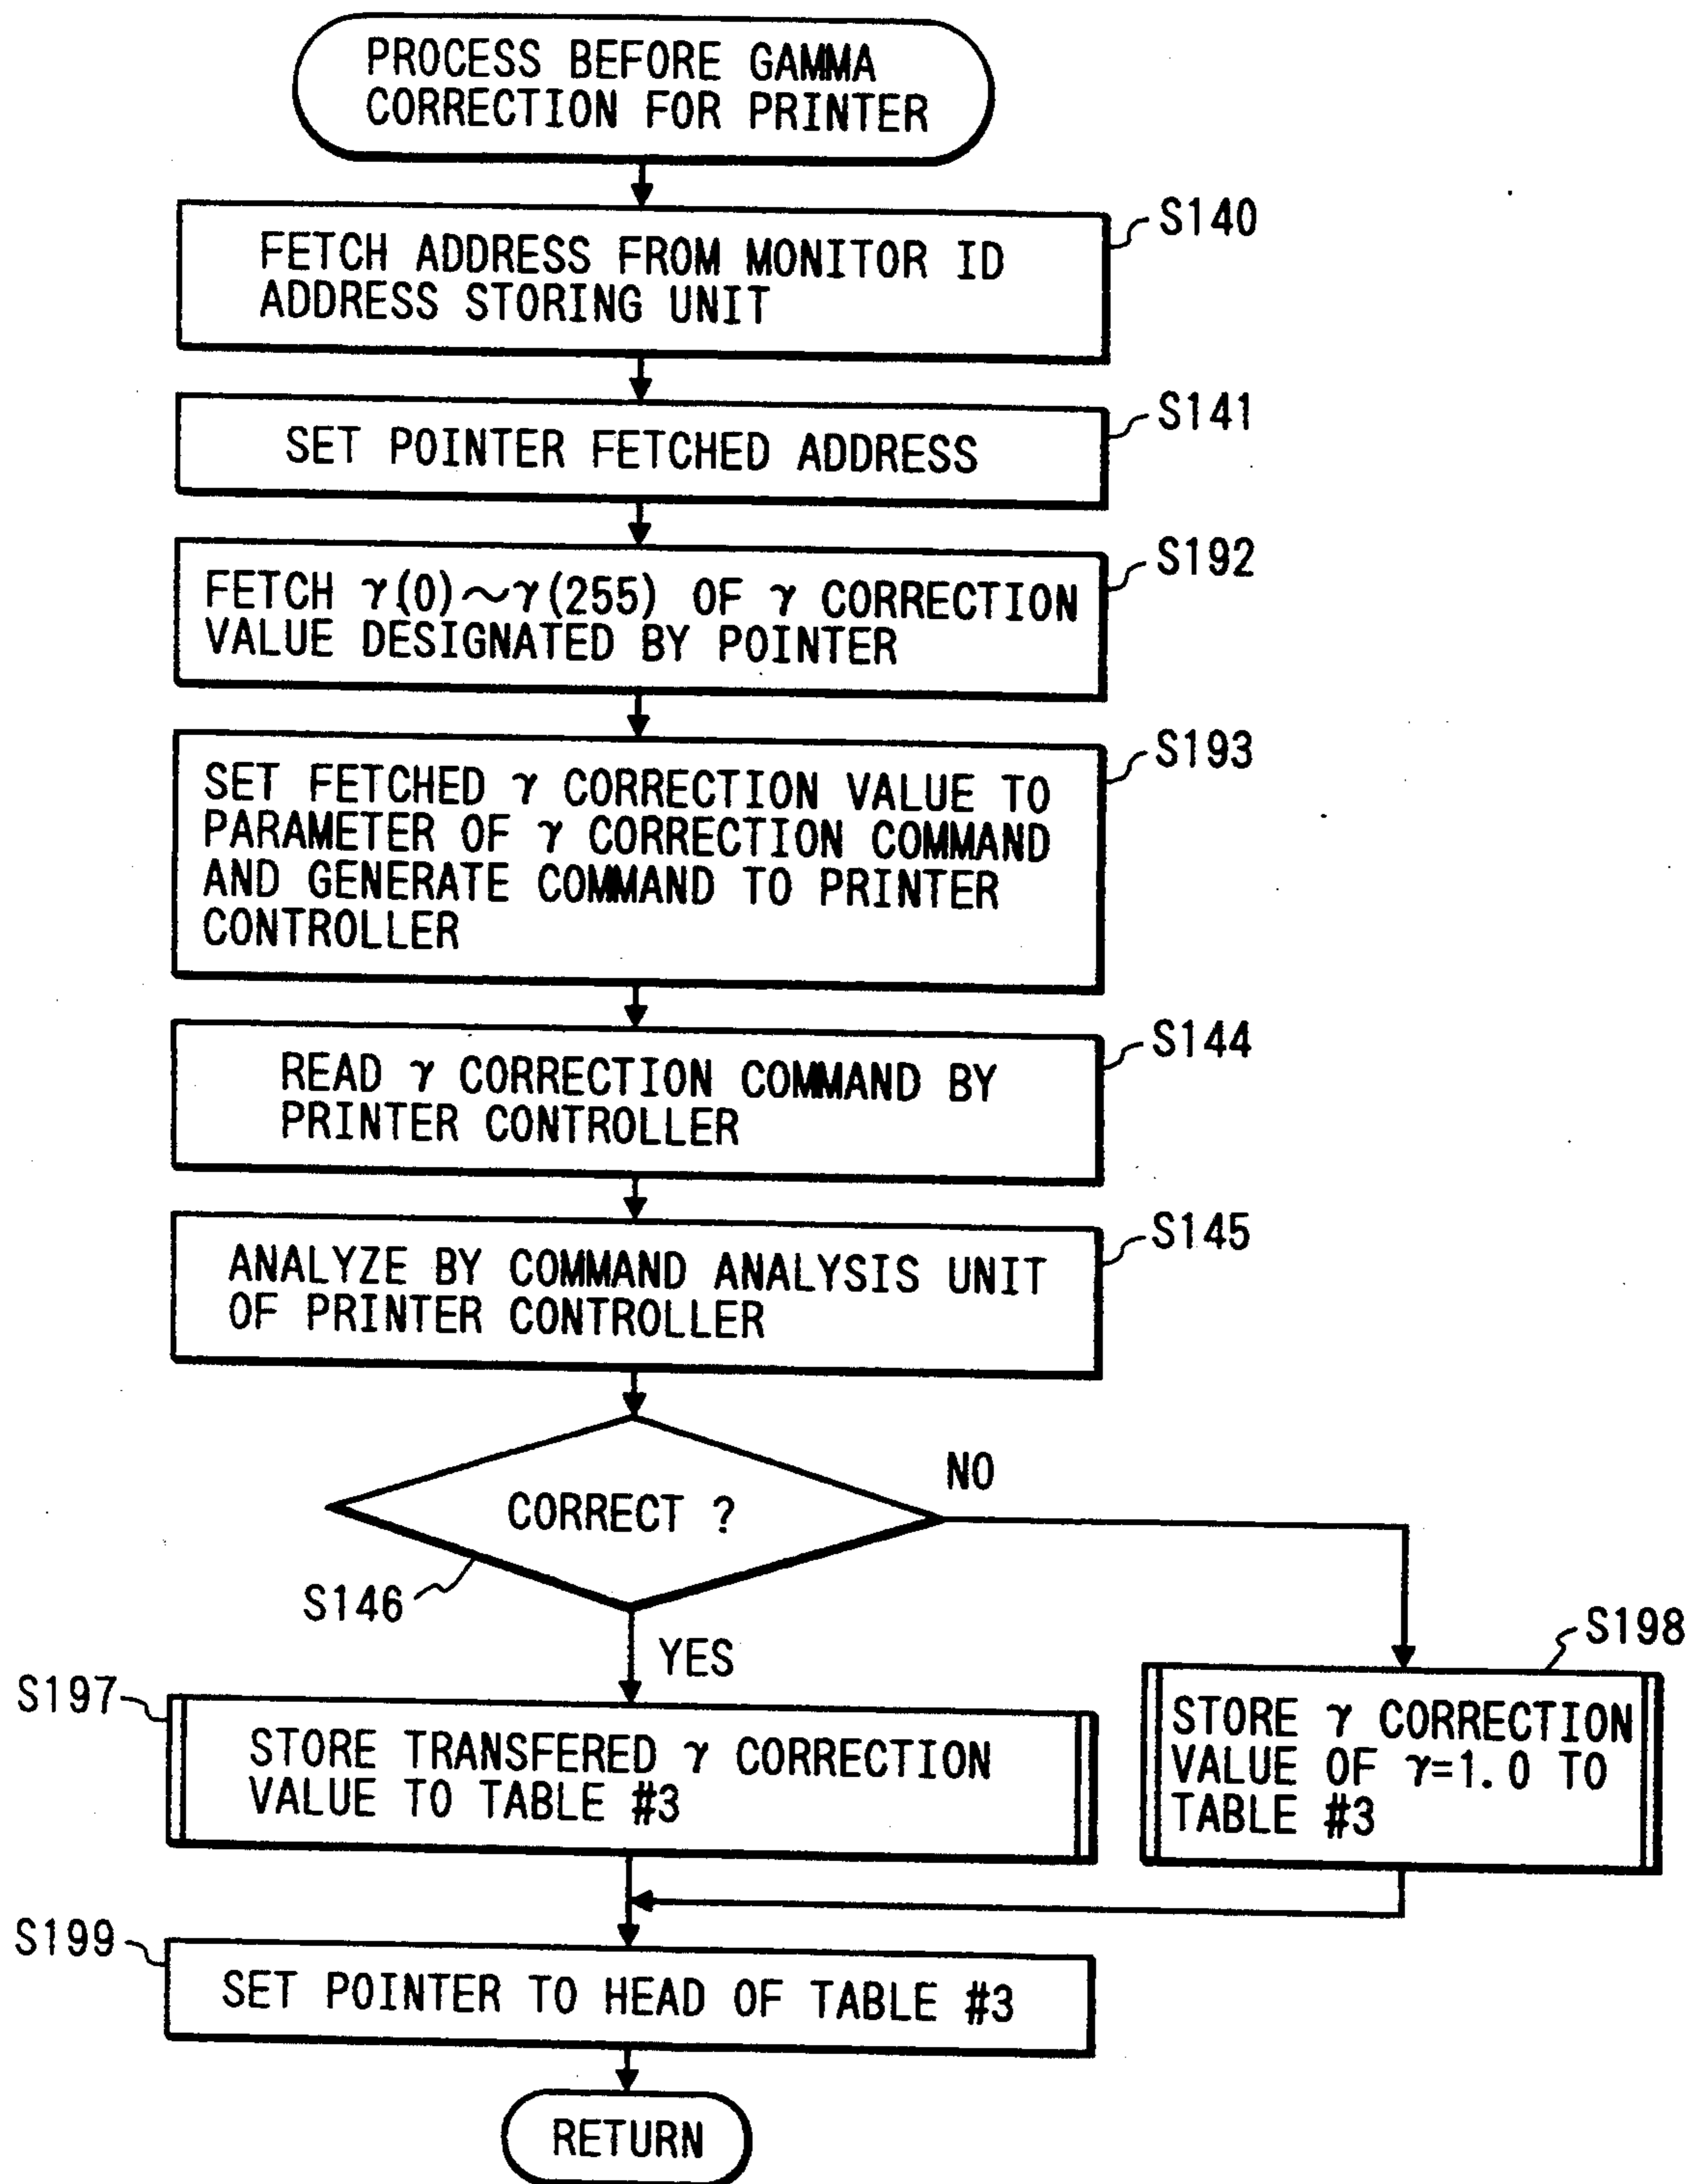 PROCESS BEFORE GAMMA
CORRECTION FOR PRINTER
S140
FETCH ADDRESS FROM MONITOR ID
ADDRESS STORING UNIT
S141
SET POINTER FETCHED ADDRESS
S192
FETCH γ(0)~γ(255) OF γ CORRECTION
VALUE DESIGNATED BY POINTER
S193
SET FETCHED γ CORRECTION VALUE TO
PARAMETER OF γ CORRECTION COMMAND
AND GENERATE COMMAND TO PRINTER
CONTROLLER
S144
READ γ CORRECTION COMMAND BY
PRINTER CONTROLLER
S145
ANALYZE BY COMMAND ANALYSIS UNIT
OF PRINTER CONTROLLER
NO
CORRECT ?
S146
YES
S197
STORE TRANSFERED γ CORRECTION
VALUE TO TABLE #3
S198
STORE γ CORRECTION
VALUE OF γ=1.0 TO
TABLE #3
S199
SET POINTER TO HEAD OF TABLE #3
RETURN